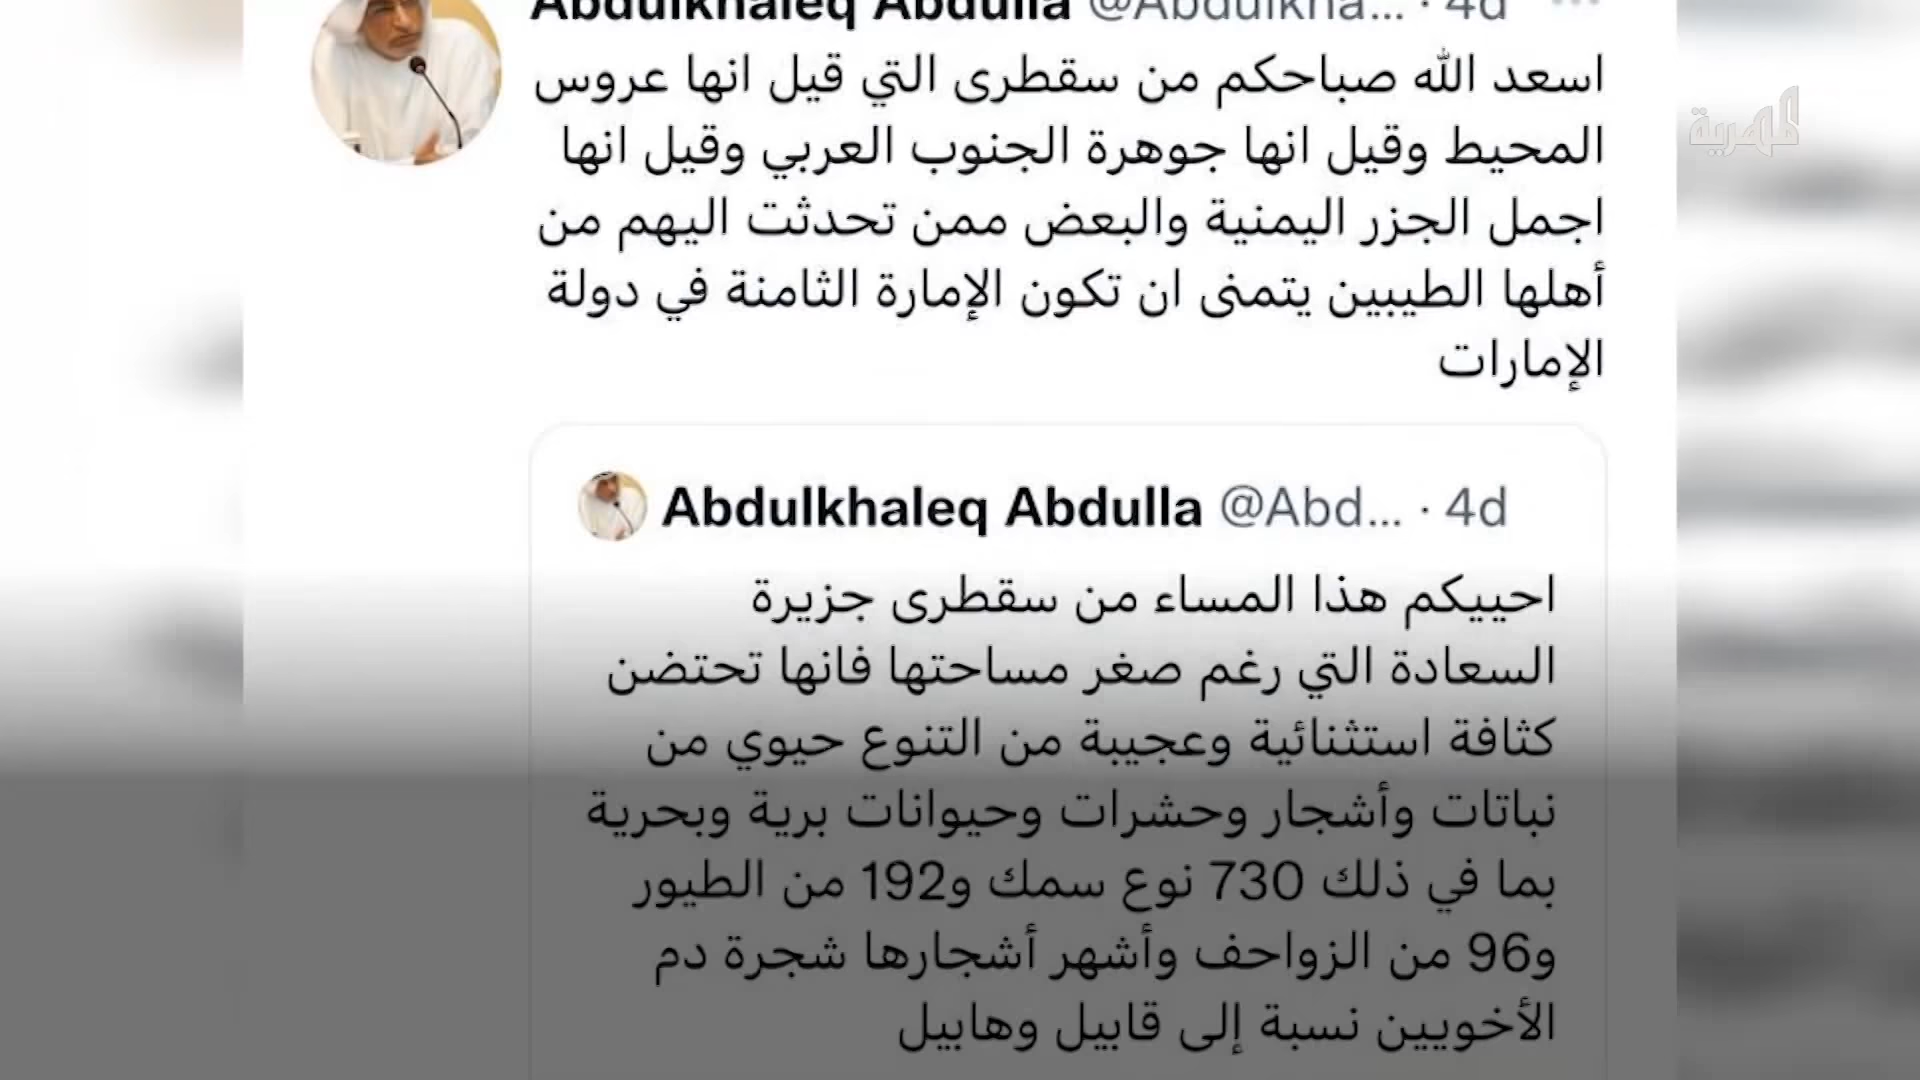 Abdulkhaleq Abdulla @Abdulkha... · 4d ...
اسعد الله صباحكم من سقطرى التي قيل انها عروس
المحيط وقيل انها جوهرة الجنوب العربي وقيل انها
اجمل الجزر اليمنية والبعض ممن تحدثت اليهم من
أهلها الطيبين يتمنى ان تكون الإمارة الثامنة في دولة
الإمارات
Abdulkhaleq Abdulla @Abd... · 4d
احييكم هذا المساء من سقطرى جزيرة
السعادة التي رغم صغر مساحتها فانها تحتضن
كثافة استثنائية وعجيبة من التنوع حيوي من
نباتات وأشجار وحشرات وحيوانات برية وبحرية
بما في ذلك 730 نوع سمك و192 من الطيور
و96 من الزواحف وأشهر أشجارها شجرة دم
الأخويين نسبة إلى قابيل وهابيل
المهرية